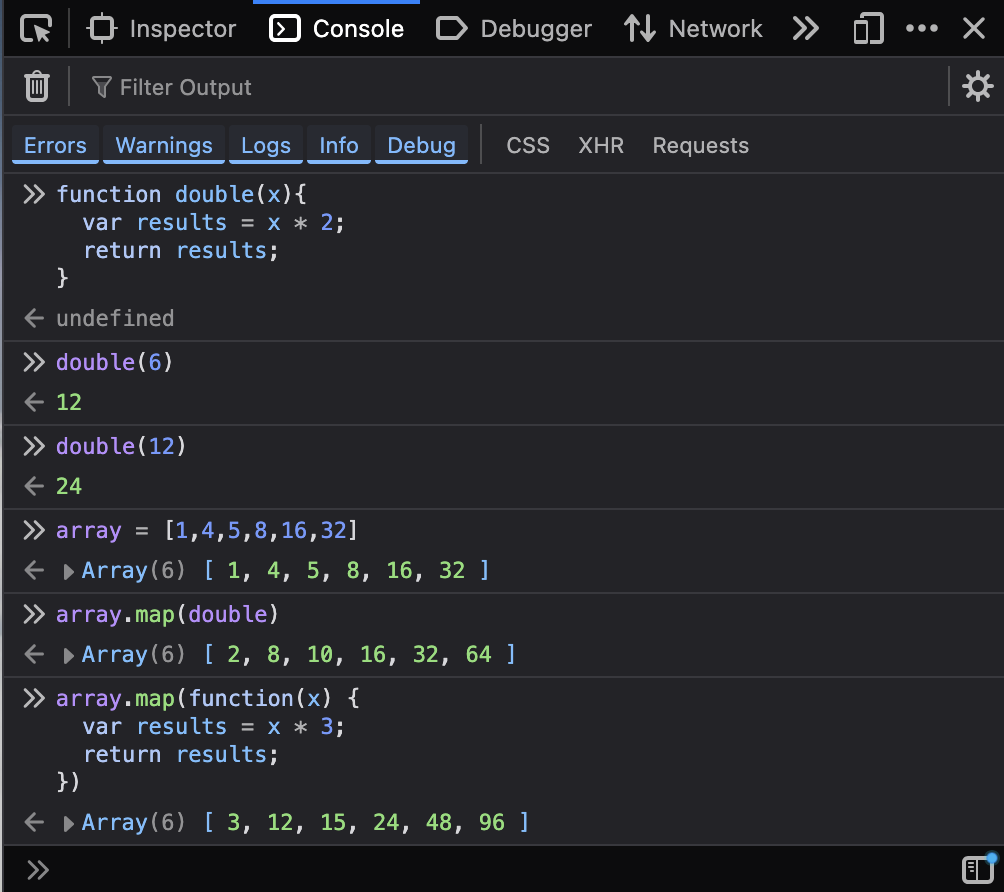 Inspector Console Debugger Network
Filter Output
Errors Warnings Logs Info Debug CSS XHR Requests
function double(x){
  var results = x * 2;
  return results;
}
undefined
double(6)
12
double(12)
24
array = [1,4,5,8,16,32]
Array(6) [ 1, 4, 5, 8, 16, 32 ]
array.map(double)
Array(6) [ 2, 8, 10, 16, 32, 64 ]
array.map(function(x) {
  var results = x * 3;
  return results;
})
Array(6) [ 3, 12, 15, 24, 48, 96 ]